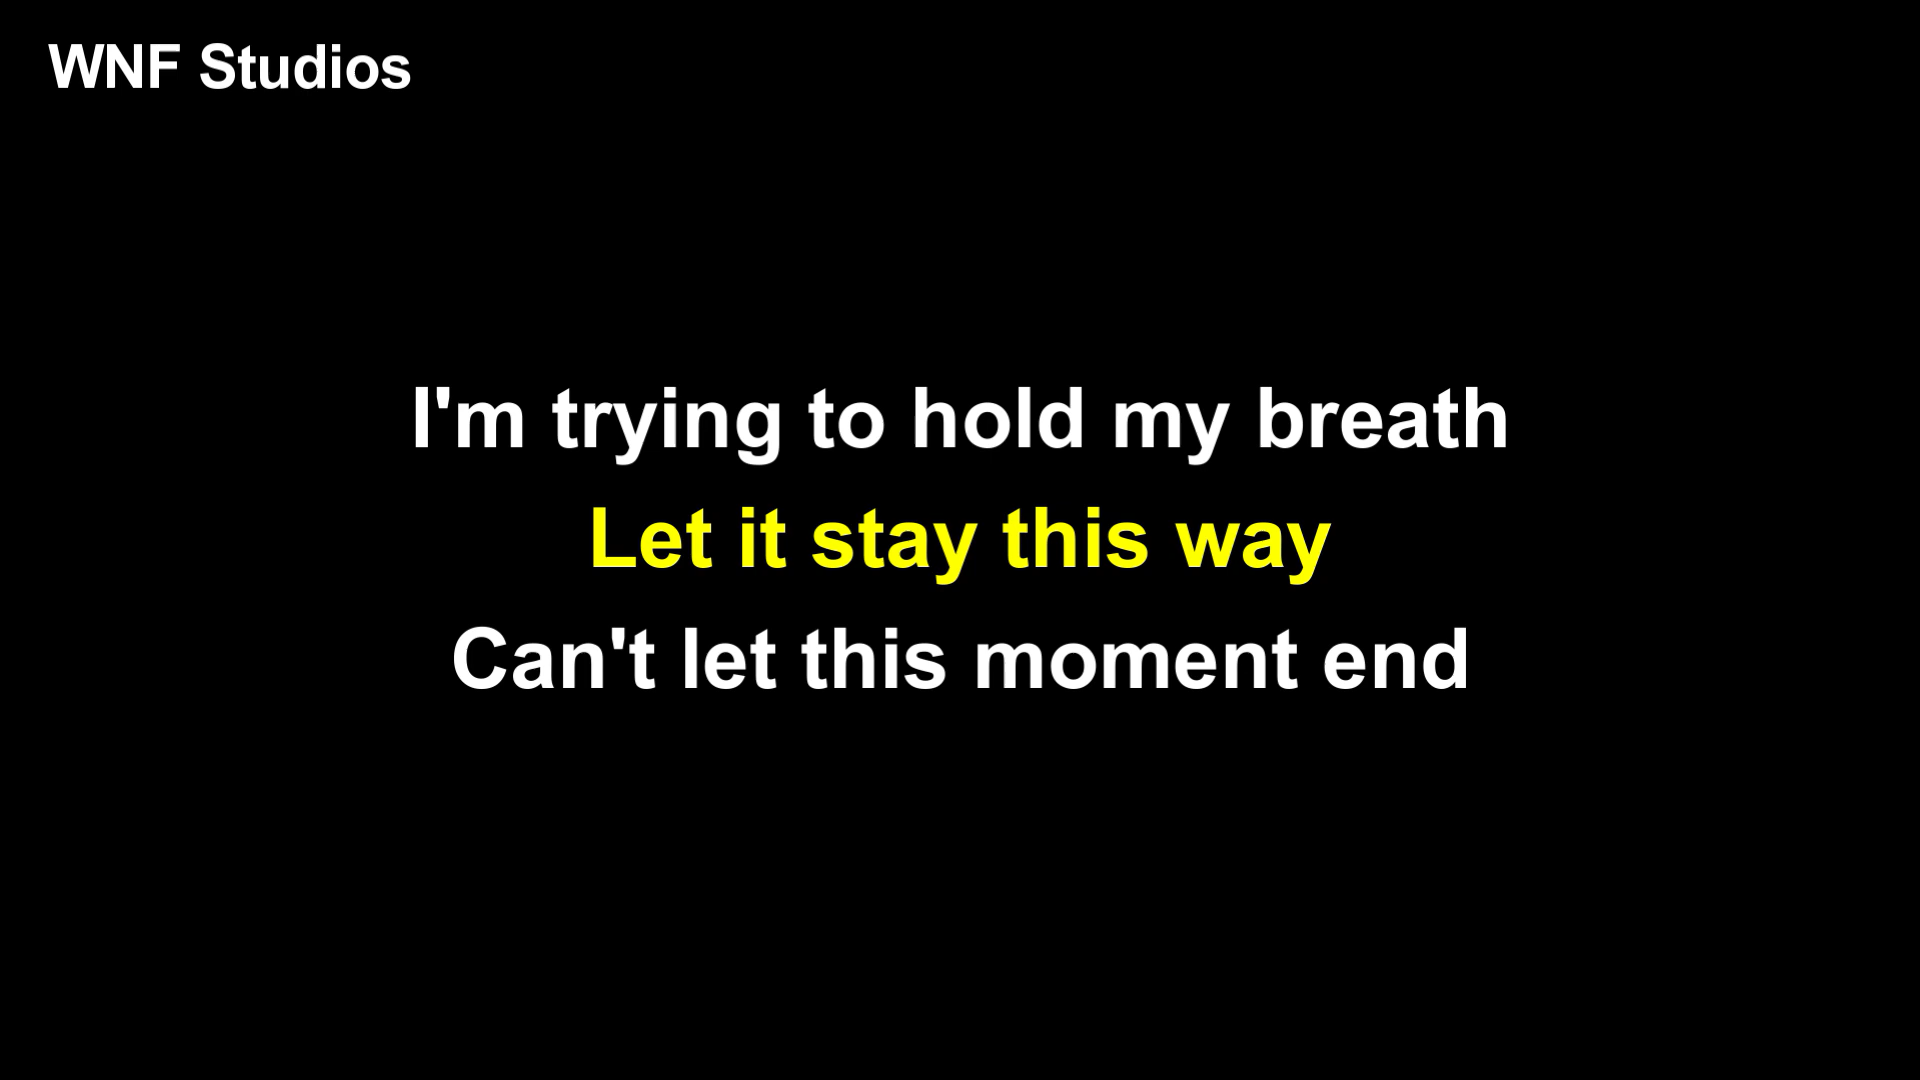 WNF Studios
I'm trying to hold my breath
Let it stay this way
Can't let this moment end